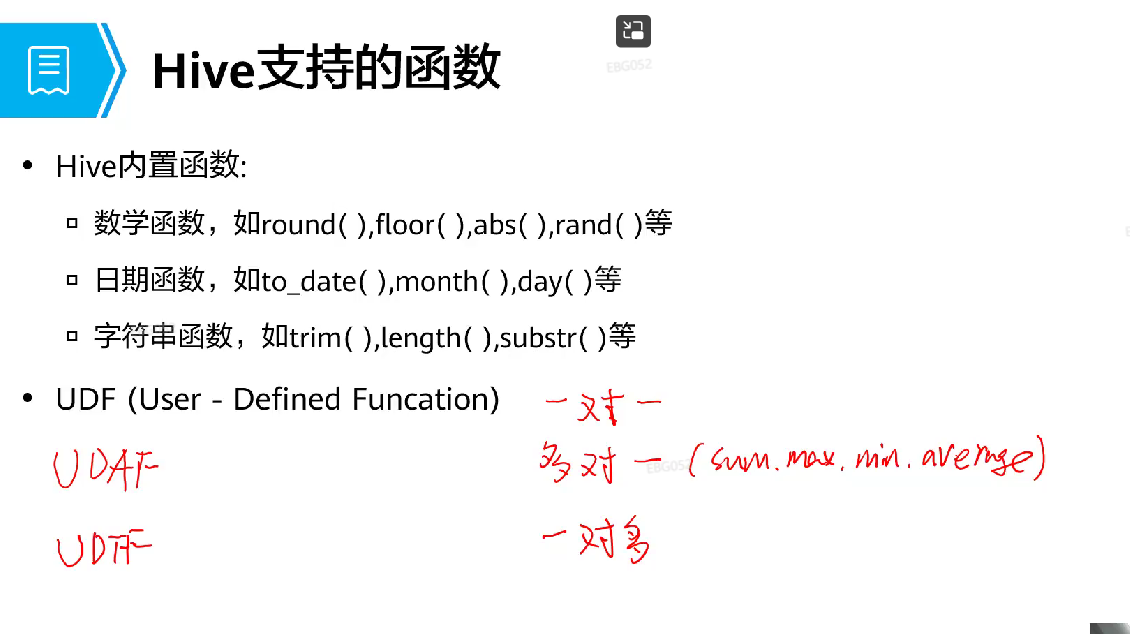 EBG052
Hive支持的函数
• Hive内置函数:
▫ 数学函数，如round( ),floor( ),abs( ),rand( )等
▫ 日期函数，如to_date( ),month( ),day( )等
▫ 字符串函数，如trim( ),length( ),substr( )等
• UDF (User - Defined Funcation) 一对一
UDAF 多对一 (sum.max.min.average)
UDTF 一对多